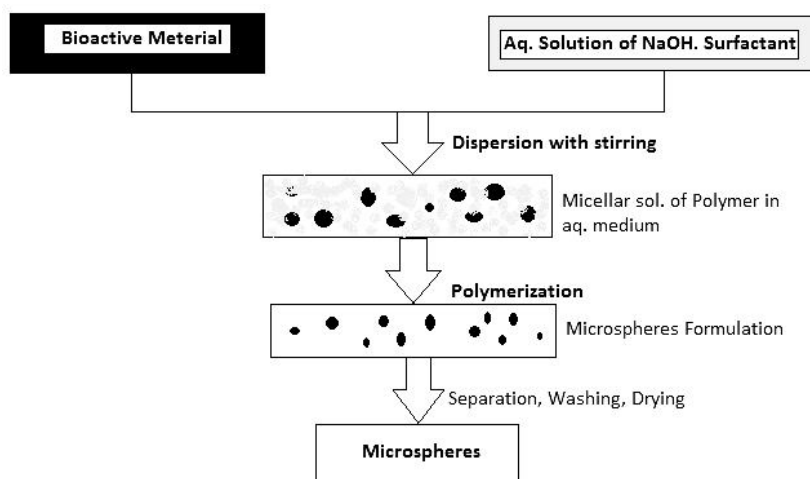 Bioactive Meterial
Aq. Solution of NaOH. Surfactant
Dispersion with stirring
Micellar sol. of Polymer in
aq. medium
Polymerization
Microspheres Formulation
Separation, Washing, Drying
Microspheres